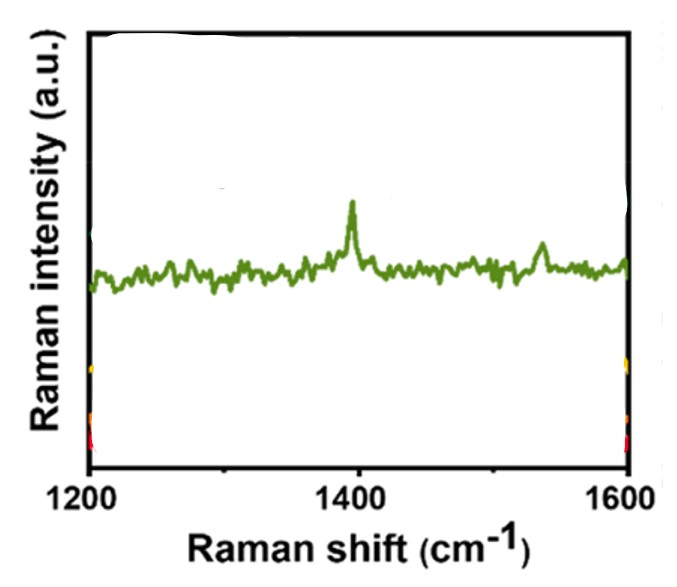 Raman intensity (a.u.)
1200 1400 1600
Raman shift (cm-1)